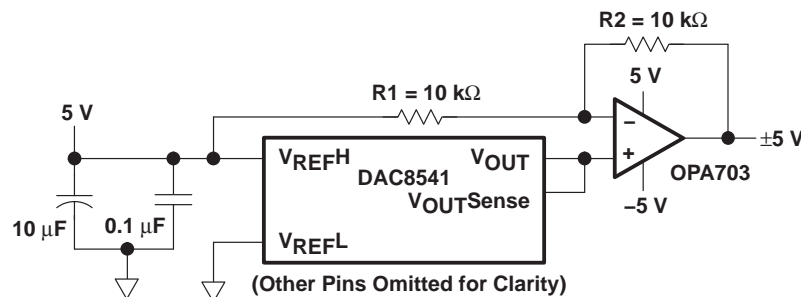 R2 = 10 kΩ
5 V
R1 = 10 kΩ
5 V
–
+
±5 V
OPA703
–5 V
VREFH
VOUT
DAC8541
VOUTSense
VREFL
10 µF
0.1 µF
(Other Pins Omitted for Clarity)